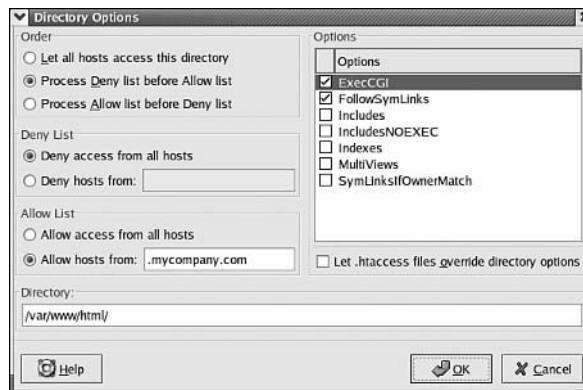 Directory Options
Order
Let all hosts access this directory
Process Deny list before Allow list
Process Allow list before Deny list
Deny List
Deny access from all hosts
Deny hosts from:
Allow List
Allow access from all hosts
Allow hosts from: .mycompany.com
Options
Options
ExecCGI
FollowSymLinks
Includes
IncludesNOEXEC
Indexes
MultiViews
SymLinksIfOwnerMatch
Let .htaccess files override directory options
Directory:
/var/www/html/
Help
OK
Cancel